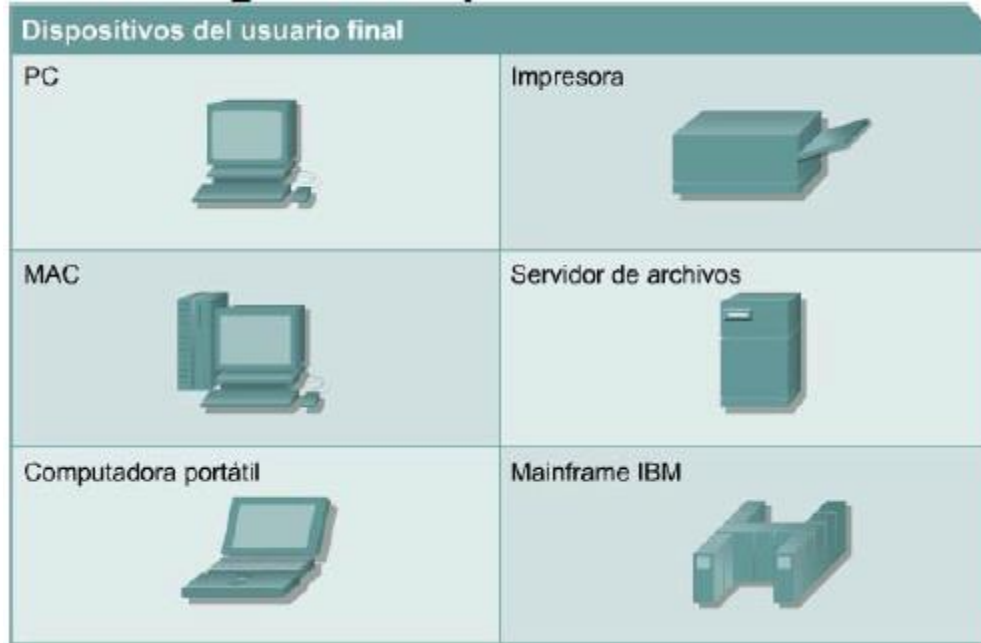 Dispositivos del usuario final
PC
Impresora
MAC
Servidor de archivos
Computadora portátil
Mainframe IBM